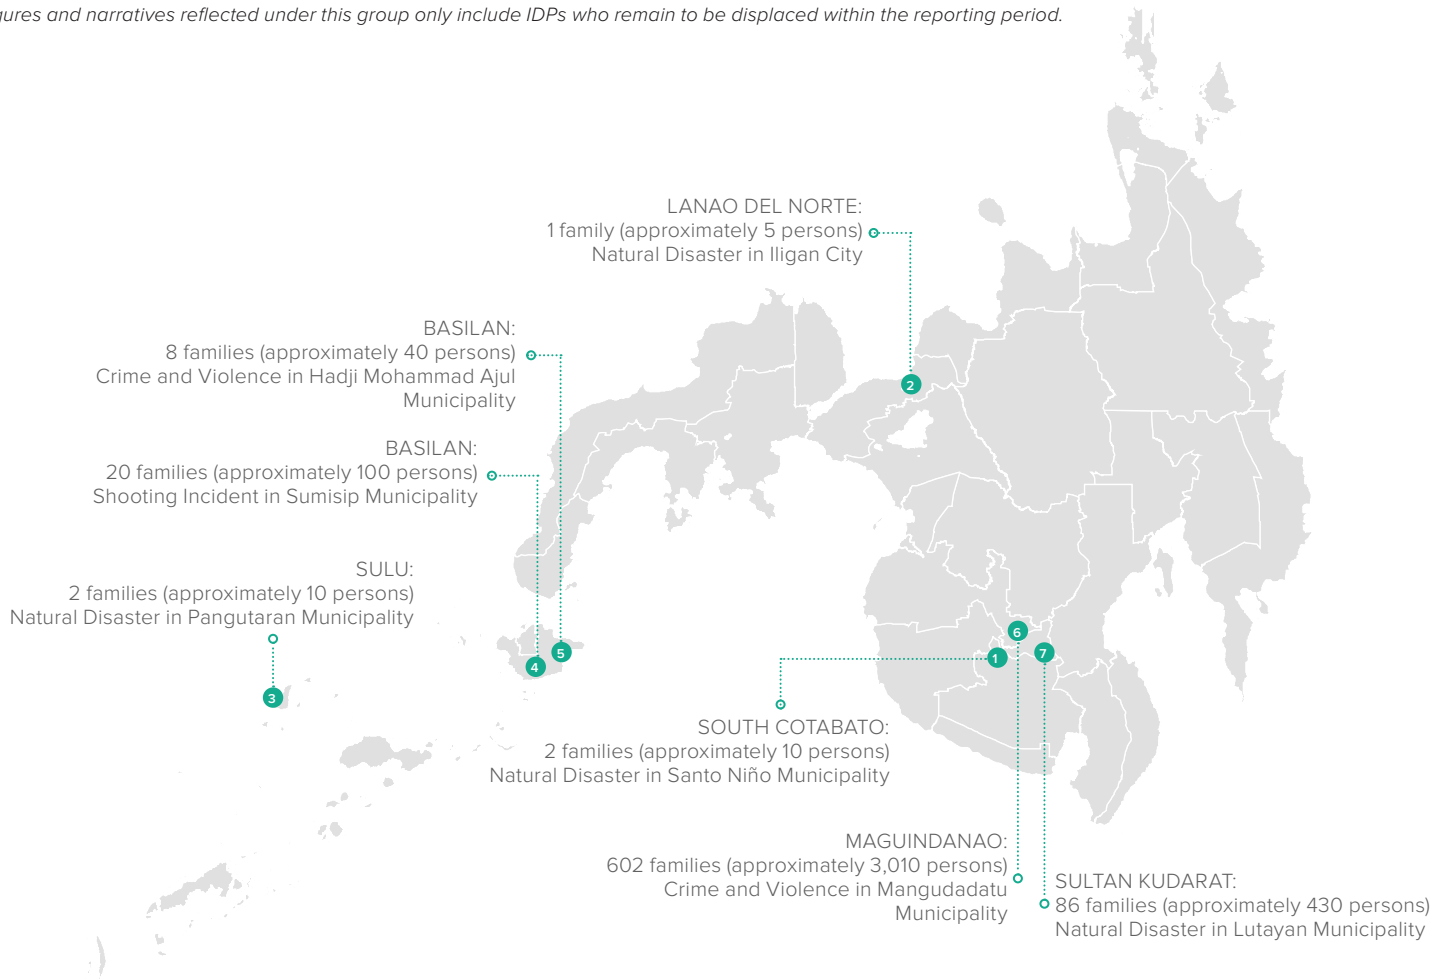 gures and narratives reflected under this group only include IDPs who remain to be displaced within the reporting period.
LANAO DEL NORTE:
1 family (approximately 5 persons)
Natural Disaster in Iligan City
2
BASILAN:
8 families (approximately 40 persons)
Crime and Violence in Hadji Mohammad Ajul
Municipality
BASILAN:
20 families (approximately 100 persons)
Shooting Incident in Sumisip Municipality
SULU:
2 families (approximately 10 persons)
Natural Disaster in Pangutaran Municipality
3
4
5
6
1
7
SOUTH COTABATO:
2 families (approximately 10 persons)
Natural Disaster in Santo Niño Municipality
MAGUINDANAO:
602 families (approximately 3,010 persons)
Crime and Violence in Mangudadatu
Municipality
SULTAN KUDARAT:
86 families (approximately 430 persons)
Natural Disaster in Lutayan Municipality